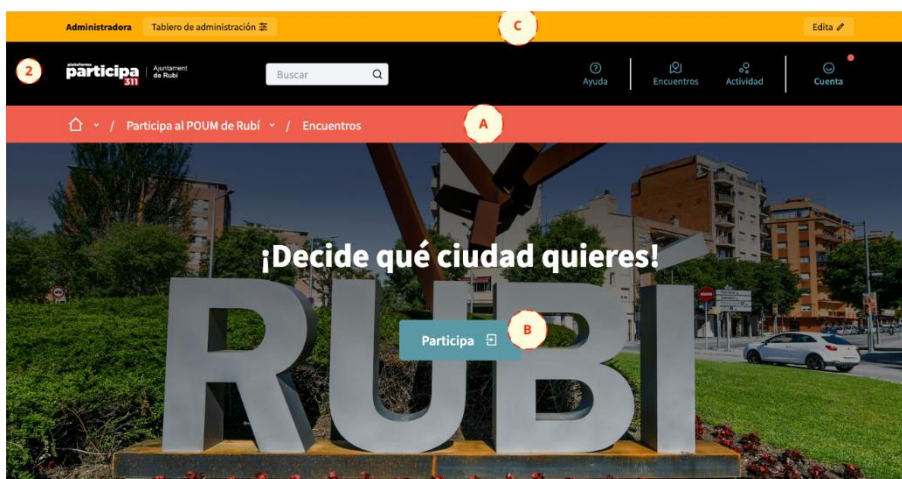 Administradora Tablero de administración C Edita
2 plataforma participa 311 Ajuntament de Rubí Buscar Ayuda Encuentros Actividad Cuenta
/ Participa al POUM de Rubí / Encuentros A
¡Decide qué ciudad quieres!
RUBÍ
Participa B